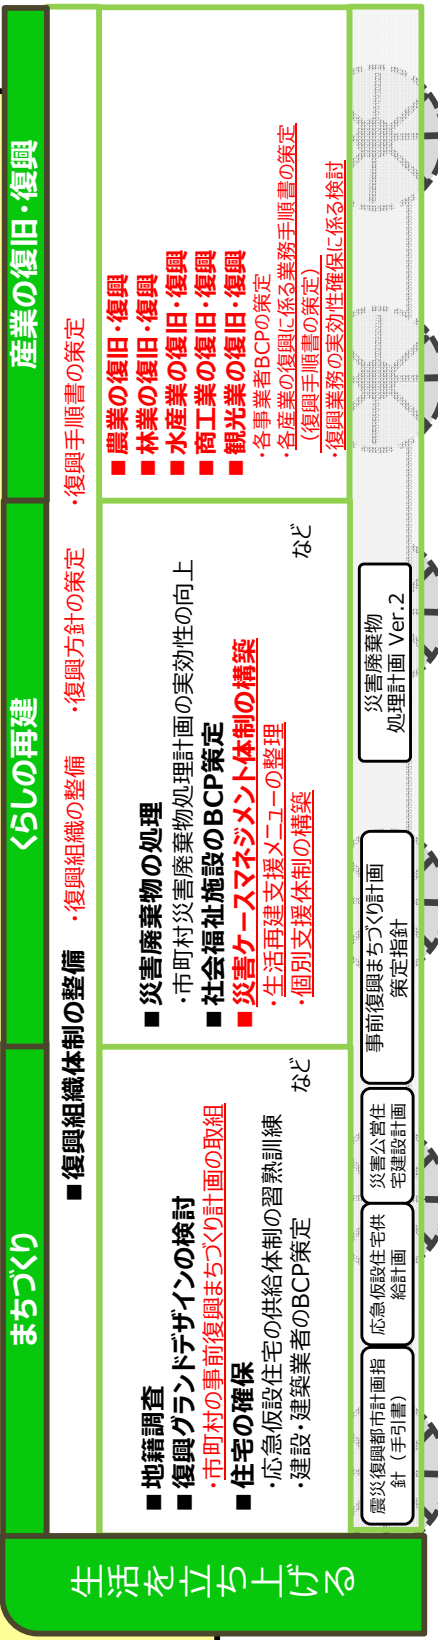 生活を立ち上げる
まちづくり
くらしの再建
産業の復旧・復興
■復興組織体制の整備 ・復興組織の整備 ・復興方針の策定 ・復興手順書の策定
■地籍調査
■復興グランドデザインの検討
・市町村の事前復興まちづくり計画の取組
■住宅の確保
・応急仮設住宅の供給体制の習熟訓練
・建設・建築業者のBCP策定
など
■災害廃棄物の処理
・市町村災害廃棄物処理計画の実効性の向上
■社会福祉施設のBCP策定
■災害ケースマネジメント体制の構築
・生活再建支援メニューの整理
・個別支援体制の構築
など
■農業の復旧・復興
■林業の復旧・復興
■水産業の復旧・復興
■商工業の復旧・復興
■観光業の復旧・復興
・各事業者BCPの策定
・各産業の復興に係る業務手順書の策定
（復興手順書の策定）
・復興業務の実効性確保に係る検討
震災復興都市計画指
針（手引書）
応急仮設住宅供
給計画
災害公営住
宅建設計画
事前復興まちづくり計画
策定指針
災害廃棄物
処理計画 Ver.2